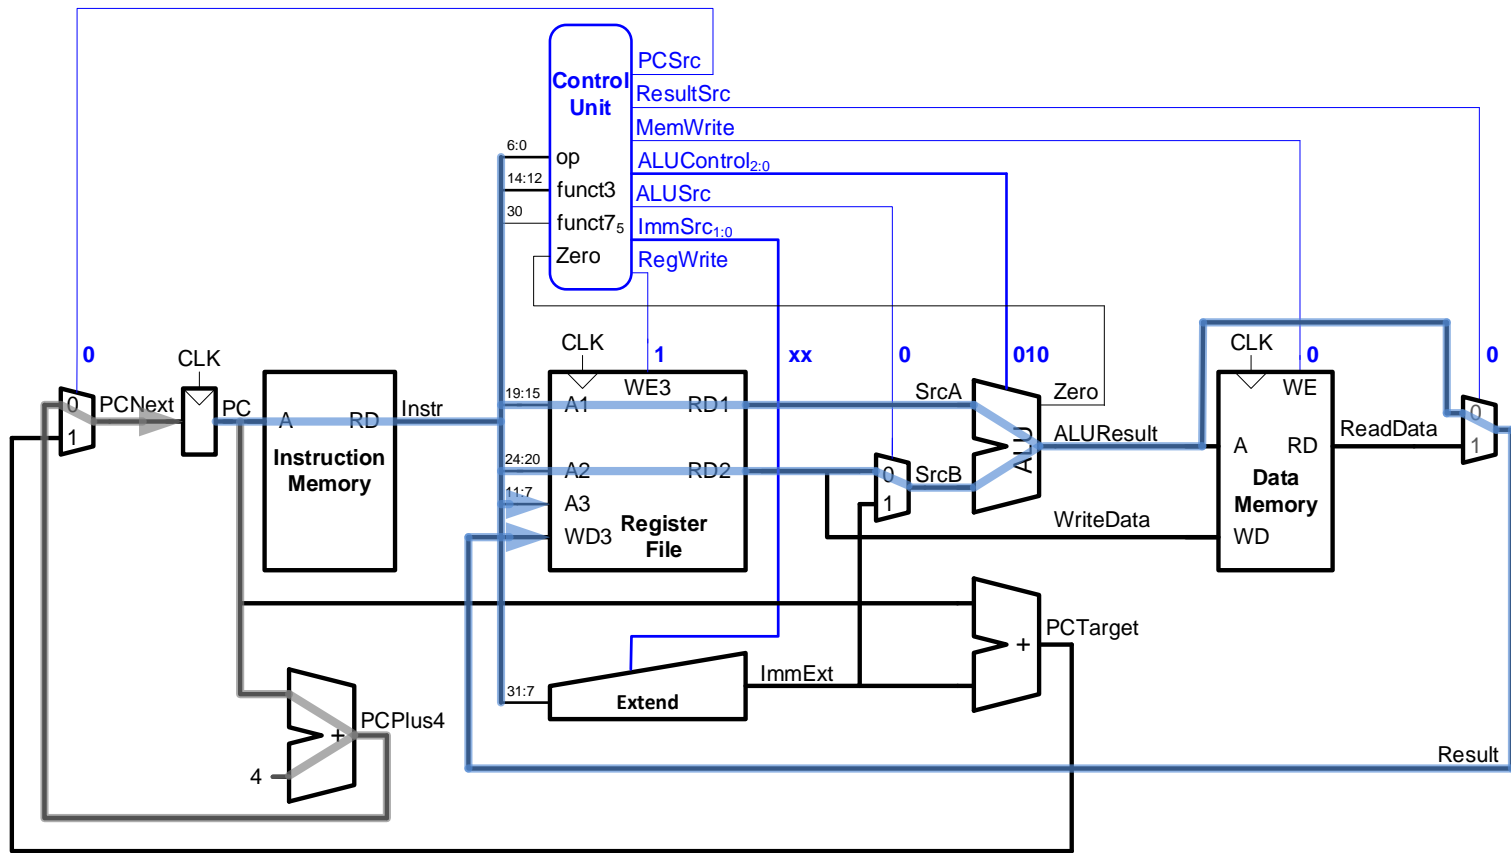 PCSrc
Control
Unit
ResultSrc
MemWrite
6:0
op
ALUControl2:0
14:12
funct3
ALUSrc
30
funct75
ImmSrc1:0
Zero
RegWrite
0
CLK
CLK
1
xx
0
010
CLK
0
0
0
1
PCNext
PC
A
RD
Instr
Instruction
Memory
19:15
A1
WE3
RD1
SrcA
Zero
24:20
A2
RD2
0
1
SrcB
ALU
ALUResult
WE
A
RD
ReadData
0
1
11:7
A3
WD3
Register
File
WriteData
Data
Memory
WD
PCTarget
+
31:7
Extend
ImmExt
PCPlus4
+
4
Result